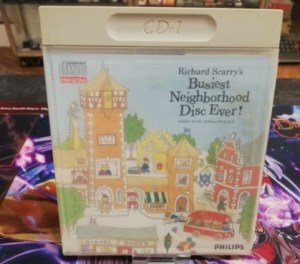 CD-I
Richard Scarry's
Busiest
Neighborhood
Disc Ever!
PHILIPS